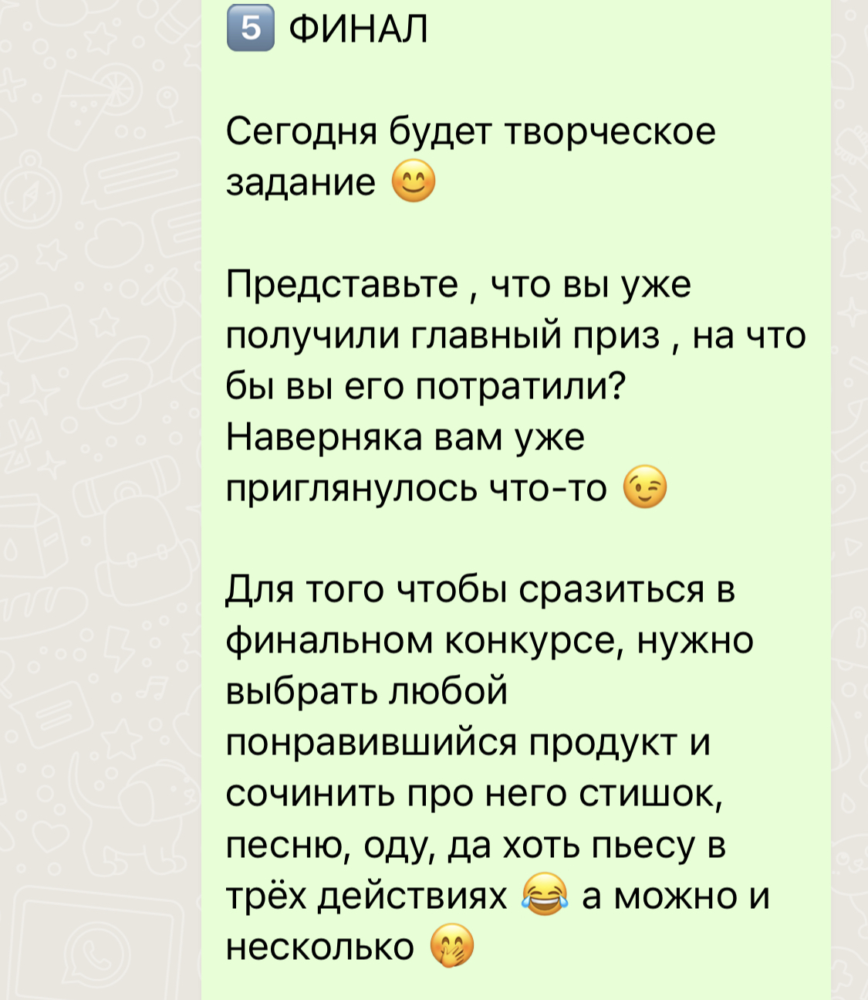 5️⃣ ФИНАЛ
Сегодня будет творческое
задание 😊
Представьте , что вы уже
получили главный приз , на что
бы вы его потратили?
Наверняка вам уже
приглянулось что-то 😉
Для того чтобы сразиться в
финальном конкурсе, нужно
выбрать любой
понравившийся продукт и
сочинить про него стишок,
песню, оду, да хоть пьесу в
трёх действиях 😂 а можно и
несколько 🤭